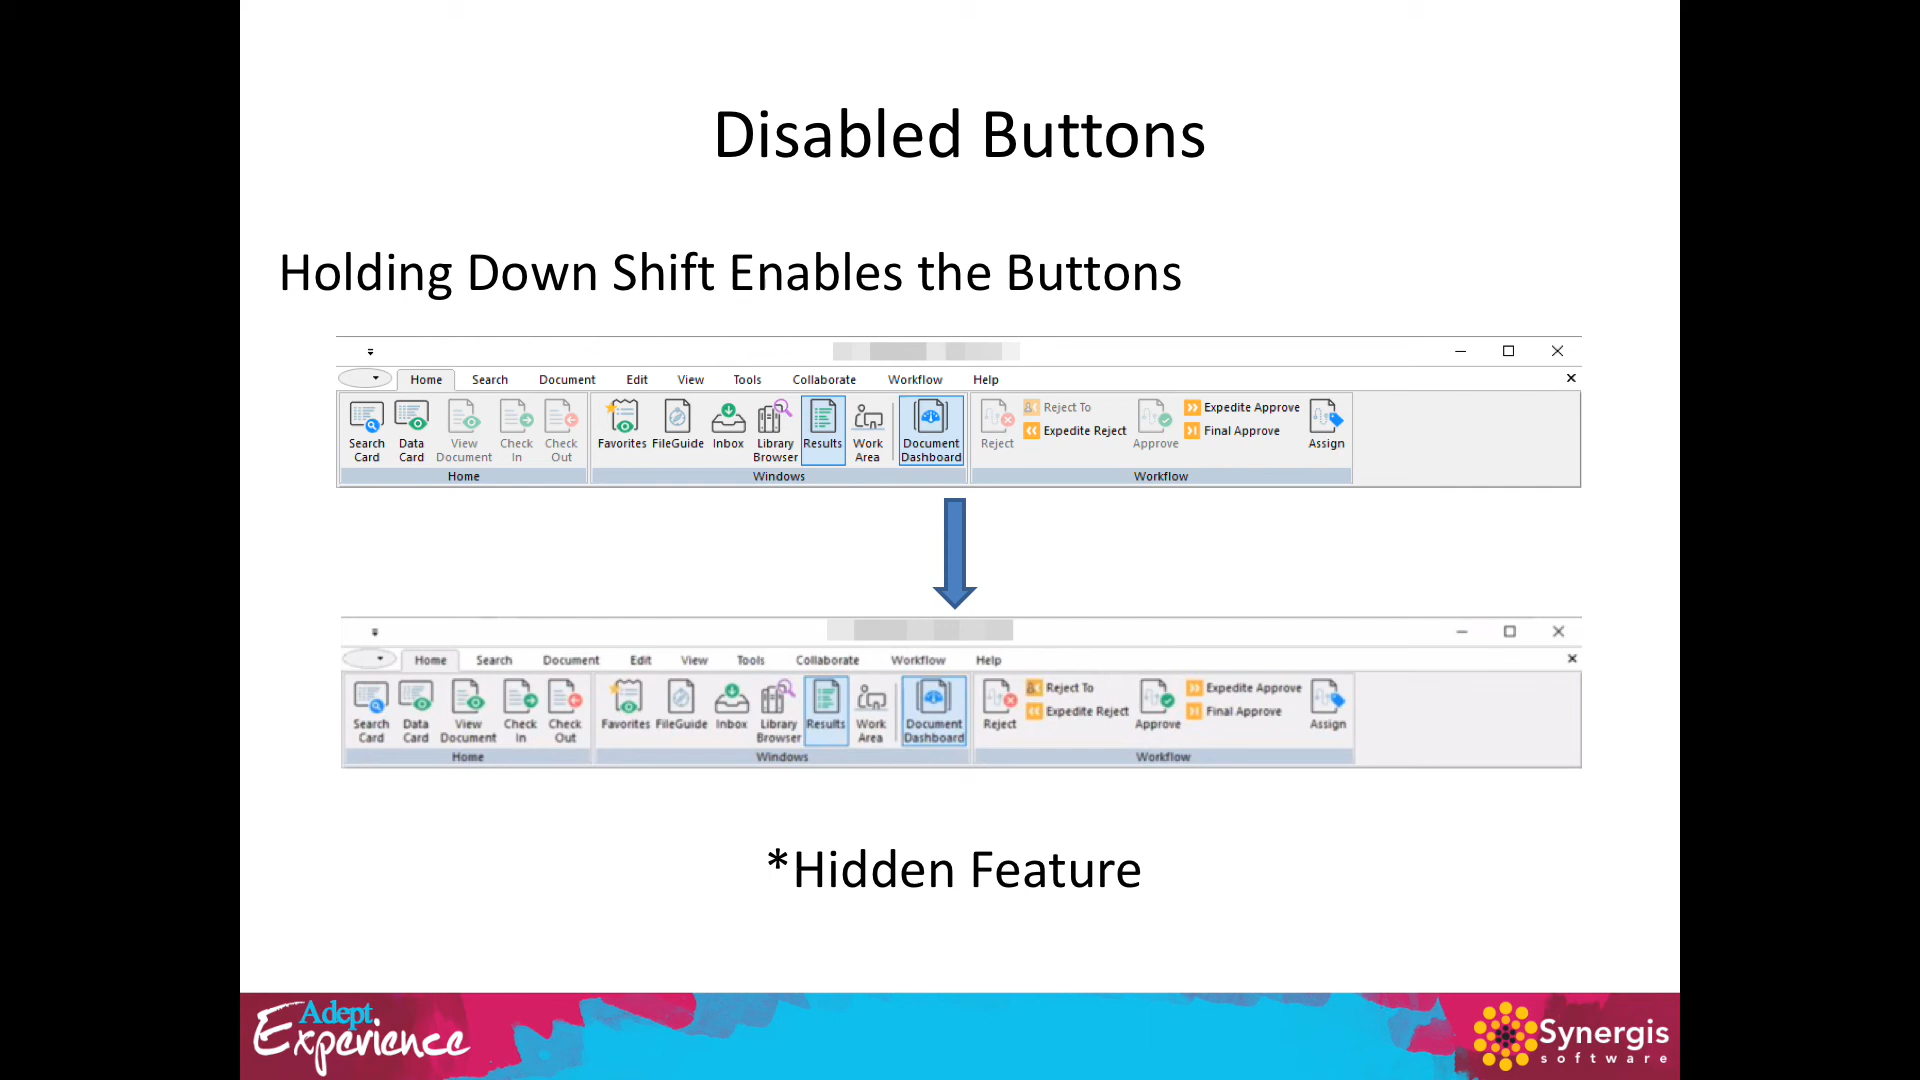 Disabled Buttons
Holding Down Shift Enables the Buttons
Home Search Document Edit View Tools Collaborate Workflow Help
Search Card Data Card View Document Check In Check Out Favorites FileGuide Inbox Library Browser Results Work Area Document Dashboard Reject Reject To Expedite Reject Approve Expedite Approve Final Approve Assign
Home Windows Workflow
Home Search Document Edit View Tools Collaborate Workflow Help
Search Card Data Card View Document Check In Check Out Favorites FileGuide Inbox Library Browser Results Work Area Document Dashboard Reject Reject To Expedite Reject Approve Expedite Approve Final Approve Assign
Home Windows Workflow
*Hidden Feature
Adept
Experience
Synergis
software